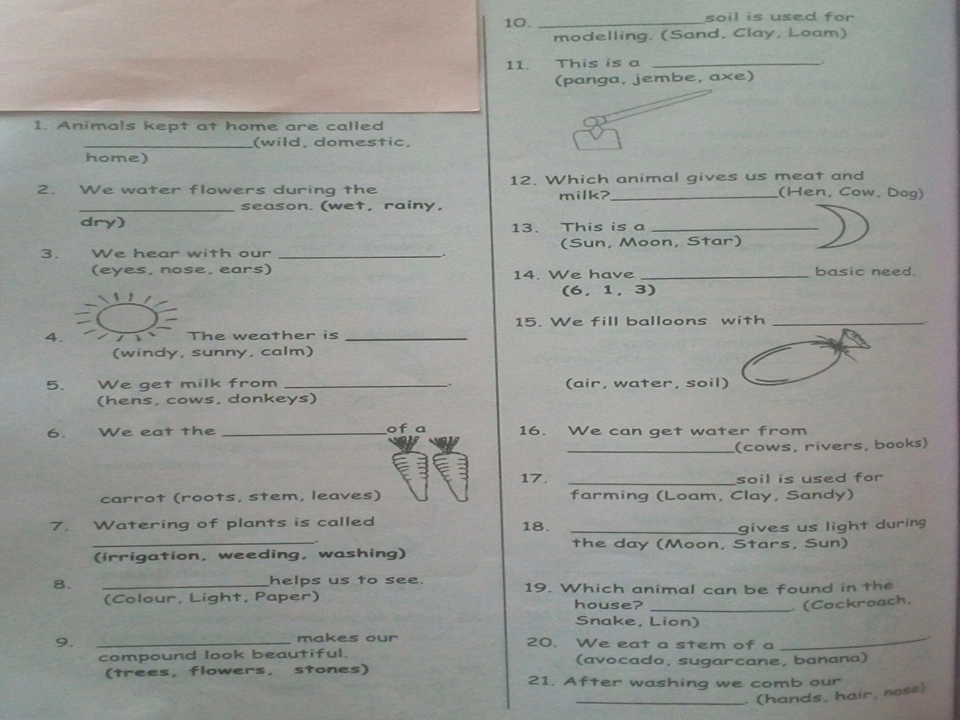 1. Animals kept at home are called
_______________(wild, domestic,
home)
2. We water flowers during the
______________ season. (wet, rainy,
dry)
3. We hear with our _______________.
(eyes, nose, ears)
4. The weather is ___________
(windy, sunny, calm)
5. We get milk from _______________.
(hens, cows, donkeys)
6. We eat the _______________of a
carrot (roots, stem, leaves)
7. Watering of plants is called
____________________.
(irrigation, weeding, washing)
8. _______________helps us to see.
(Colour, Light, Paper)
9. _________________ makes our
compound look beautiful.
(trees, flowers, stones)
10. _______________soil is used for
modelling. (Sand, Clay, Loam)
11. This is a _______________.
(panga, jembe, axe)
12. Which animal gives us meat and
milk?_______________(Hen, Cow, Dog)
13. This is a _______________
(Sun, Moon, Star)
14. We have _______________ basic need.
(6, 1, 3)
15. We fill balloons with ______________
(air, water, soil)
16. We can get water from
_______________(cows, rivers, books)
17. _______________soil is used for
farming (Loam, Clay, Sandy)
18. _______________gives us light during
the day (Moon, Stars, Sun)
19. Which animal can be found in the
house? _____________. (Cockroach,
Snake, Lion)
20. We eat a stem of a ______________
(avocado, sugarcane, banana)
21. After washing we comb our
_______________. (hands, hair, nose)